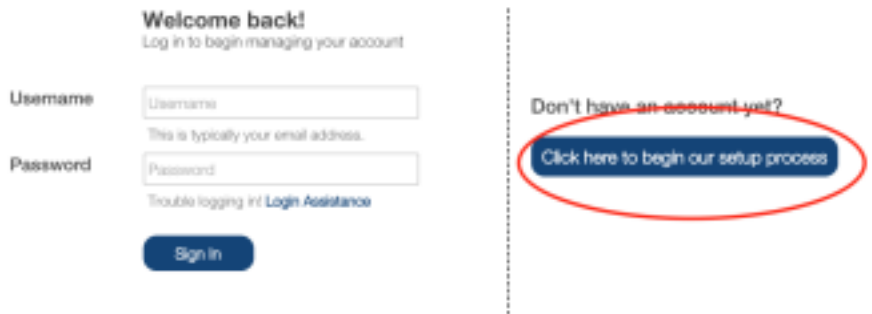 Welcome back!
Log in to begin managing your account
Username
Username
This is typically your email address.
Password
Password
Trouble logging in! Login Assistance
Sign In
Don't have an account yet?
Click here to begin our setup process